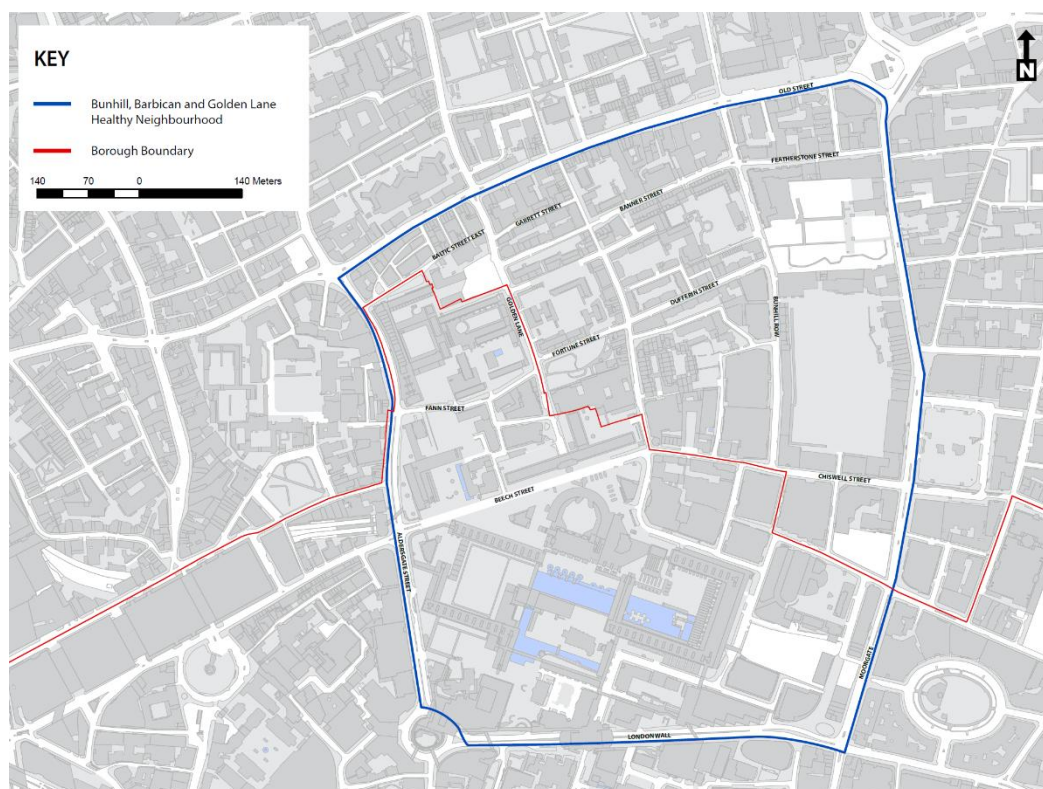 KEY
Bunhill, Barbican and Golden Lane
Healthy Neighbourhood
Borough Boundary
140 70 0 140 Meters
N
OLD STREET
FEATHERSTONE STREET
BANNER STREET
GARRETT STREET
BALTIC STREET EAST
DUFFERIN STREET
BUNHILL ROW
GOLDEN LANE
FORTUNE STREET
FANN STREET
CHISWELL STREET
BEECH STREET
ALDERSGATE STREET
MOORGATE
LONDON WALL